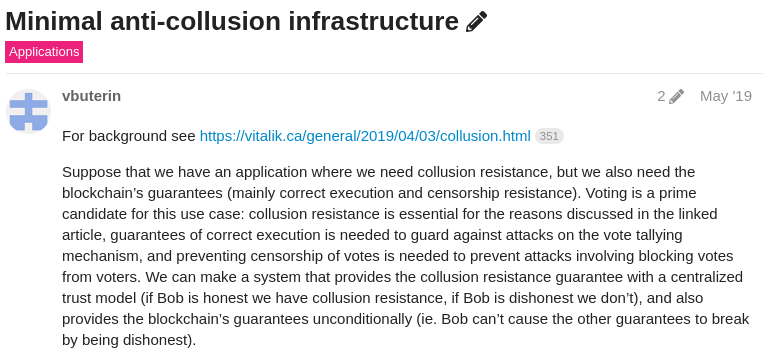 Minimal anti-collusion infrastructure
Applications
vbuterin
2
May '19
For background see https://vitalik.ca/general/2019/04/03/collusion.html 351
Suppose that we have an application where we need collusion resistance, but we also need the
blockchain’s guarantees (mainly correct execution and censorship resistance). Voting is a prime
candidate for this use case: collusion resistance is essential for the reasons discussed in the linked
article, guarantees of correct execution is needed to guard against attacks on the vote tallying
mechanism, and preventing censorship of votes is needed to prevent attacks involving blocking votes
from voters. We can make a system that provides the collusion resistance guarantee with a centralized
trust model (if Bob is honest we have collusion resistance, if Bob is dishonest we don’t), and also
provides the blockchain’s guarantees unconditionally (ie. Bob can’t cause the other guarantees to break
by being dishonest).